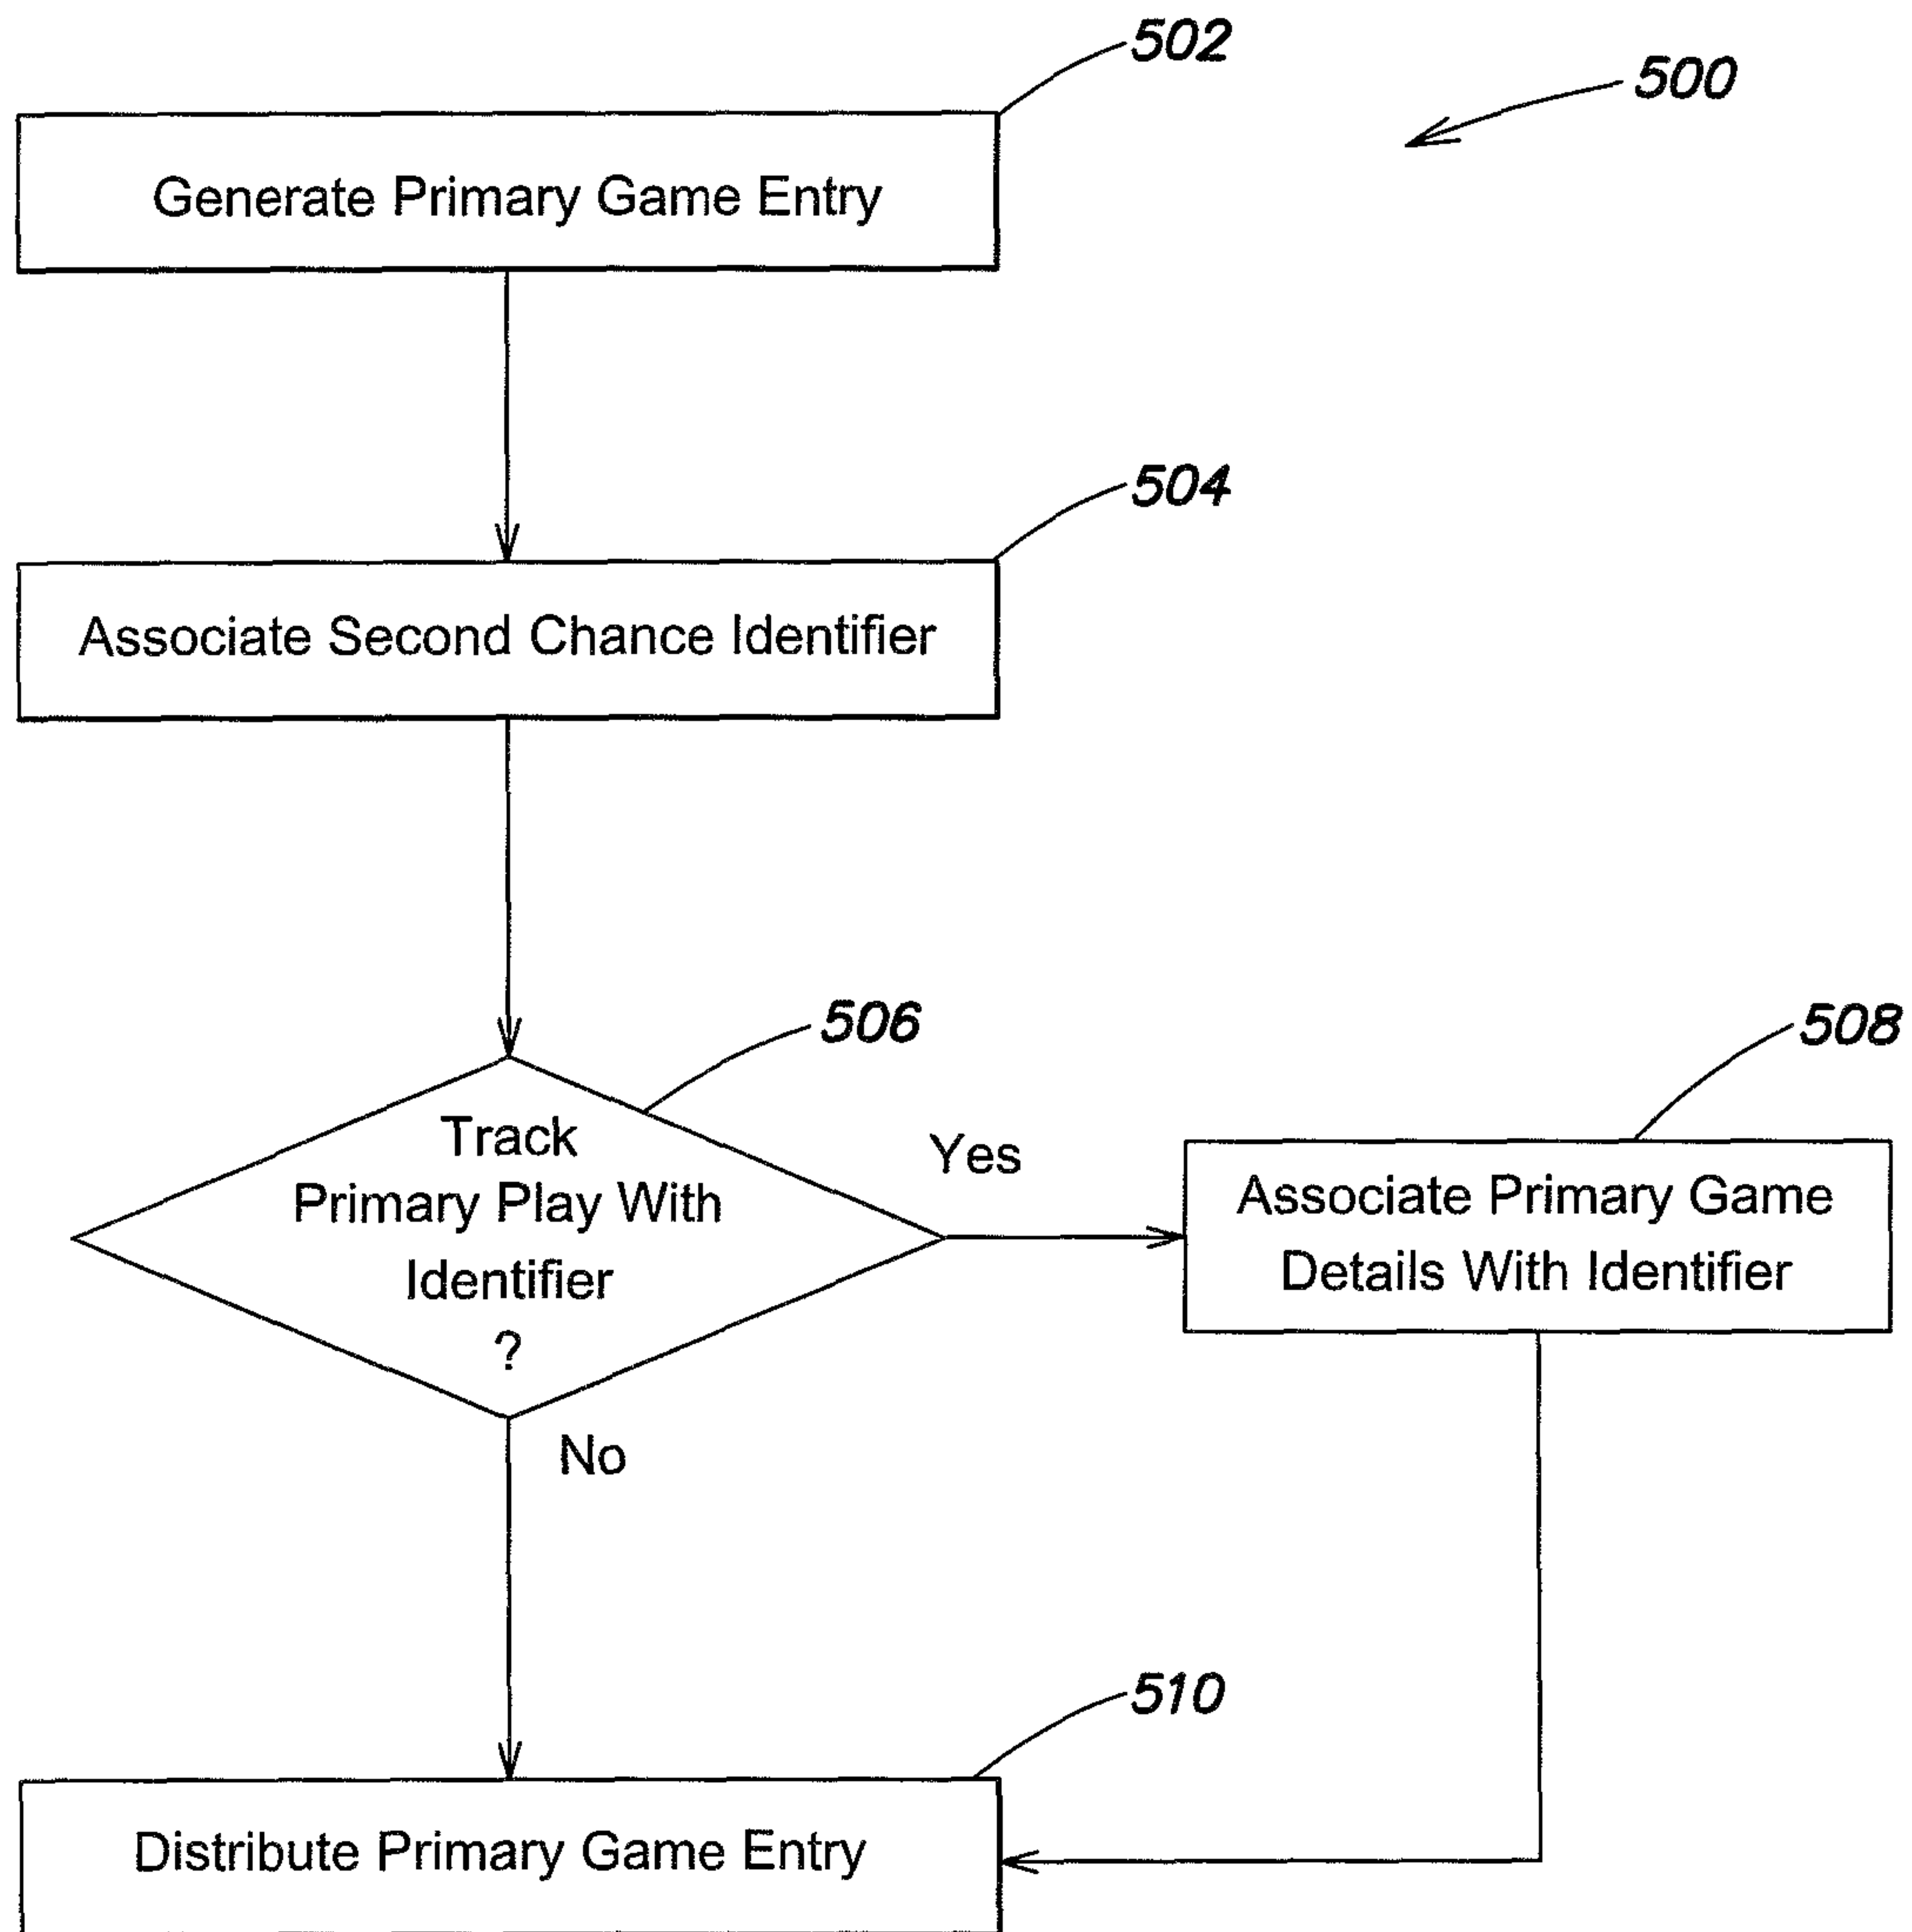 502
500
Generate Primary Game Entry
504
Associate Second Chance Identifier
506
508
Track
Primary Play With
Identifier
?
Yes
Associate Primary Game
Details With Identifier
No
510
Distribute Primary Game Entry